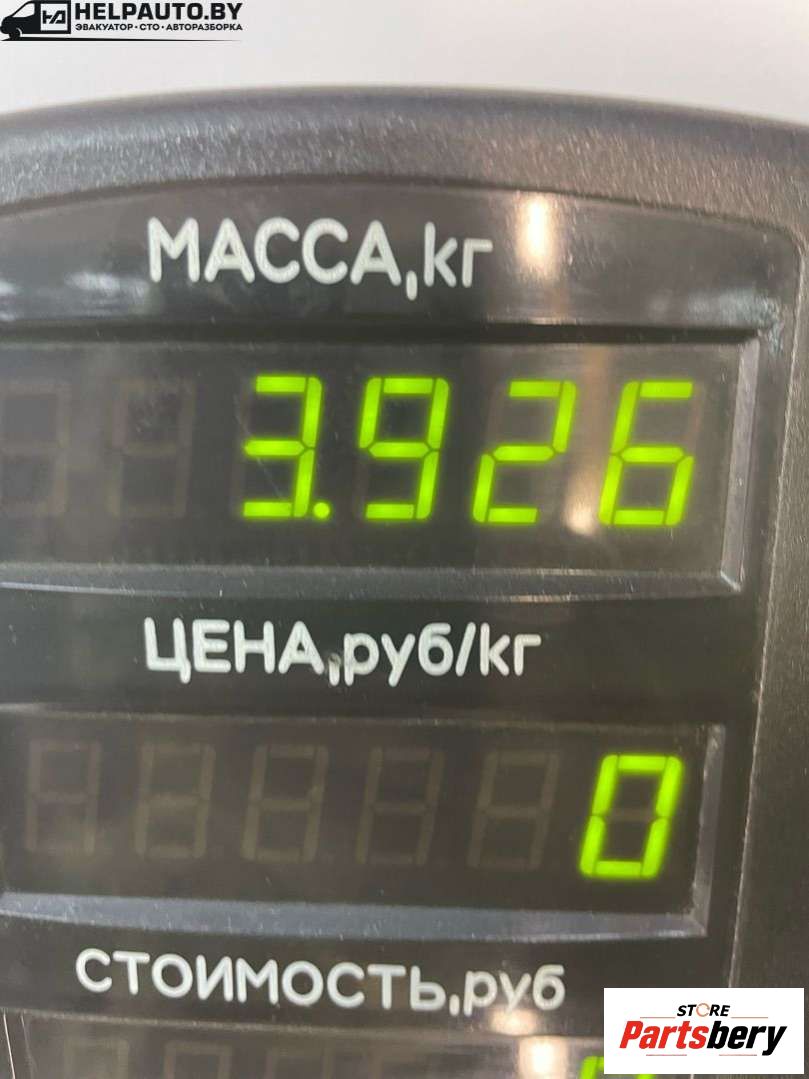 HELPAUTO.BY
ЭВАКУАТОР • СТО • АВТОРАЗБОРКА
МАССА,кг
3.926
ЦЕНА,руб/кг
0
СТОИМОСТЬ,руб
STORE
Partsbery